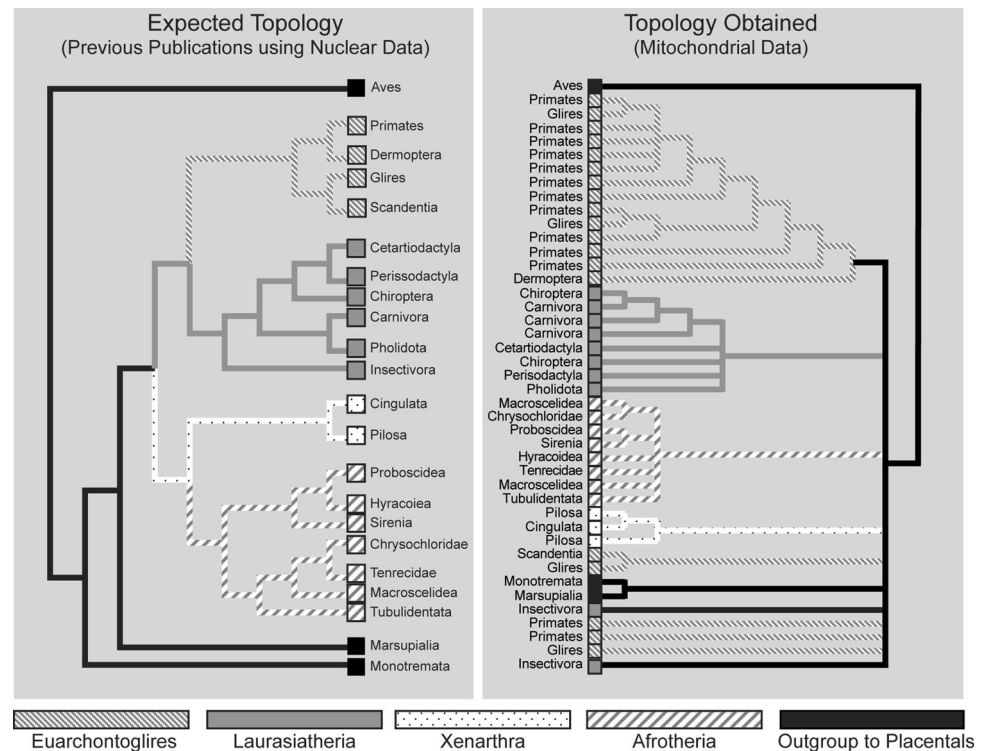 Expected Topology
(Previous Publications using Nuclear Data)
Aves
Primates
Dermoptera
Glires
Scandentia
Cetartiodactyla
Perissodactyla
Chiroptera
Carnivora
Pholidota
Insectivora
Cingulata
Pilosa
Proboscidea
Hyracoiea
Sirenia
Chrysochloridae
Tenrecidae
Macroscelidea
Tubulidentata
Marsupialia
Monotremata
Topology Obtained
(Mitochondrial Data)
Aves
Primates
Glires
Primates
Primates
Primates
Primates
Primates
Primates
Primates
Glires
Primates
Primates
Primates
Dermoptera
Chiroptera
Carnivora
Carnivora
Carnivora
Cetartiodactyla
Chiroptera
Perisodactyla
Pholidota
Macroscelidea
Chrysochloridae
Proboscidea
Sirenia
Hyracoidea
Tenrecidae
Macroscelidea
Tubulidentata
Pilosa
Cingulata
Pilosa
Scandentia
Glires
Monotremata
Marsupialia
Insectivora
Primates
Primates
Glires
Insectivora
Euarchontoglires
Laurasiatheria
Xenarthra
Afrotheria
Outgroup to Placentals